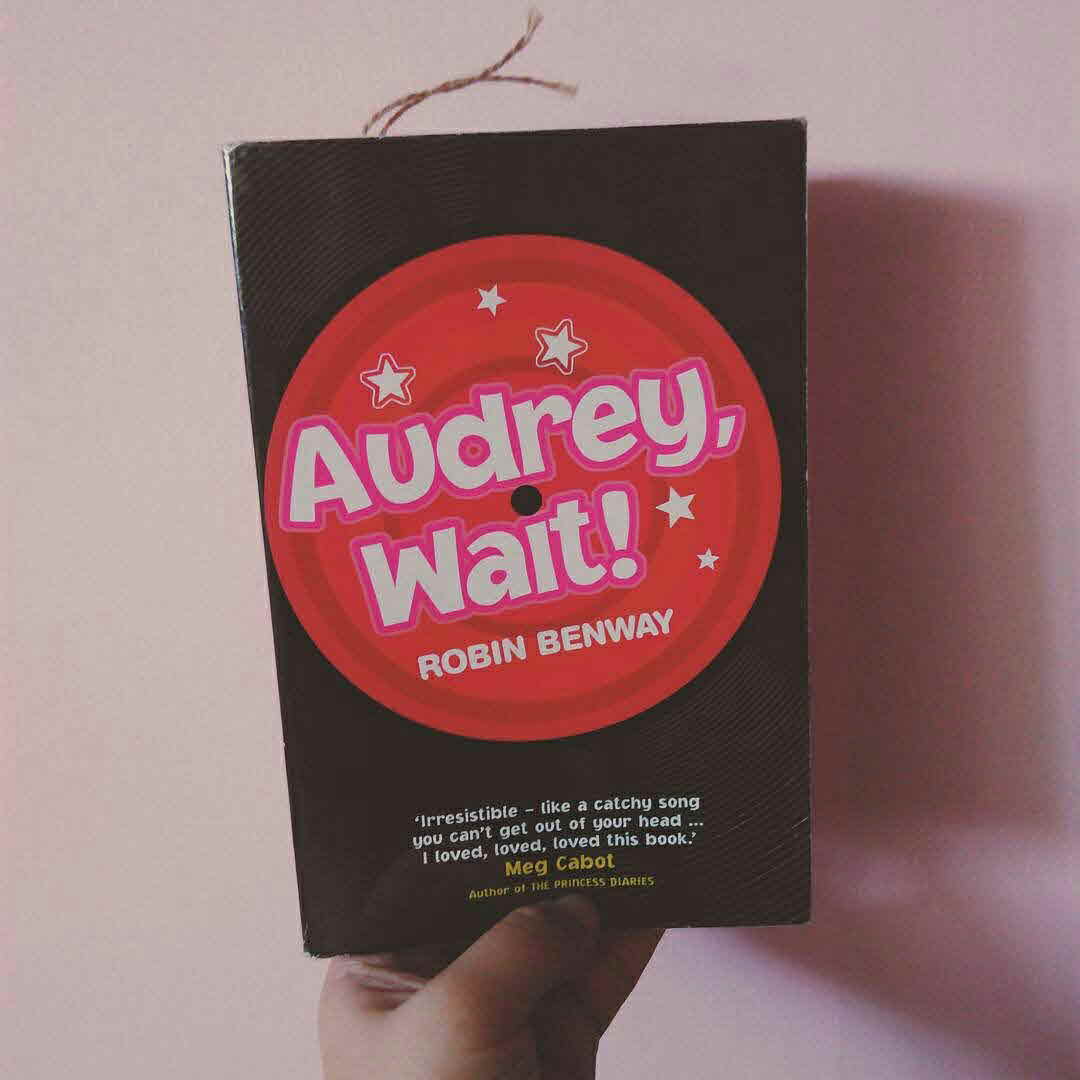 Audrey,
Wait!
ROBIN BENWAY
‘Irresistible – like a catchy song
you can’t get out of your head ...
I loved, loved, loved this book.’
Meg Cabot
Author of THE PRINCESS DIARIES